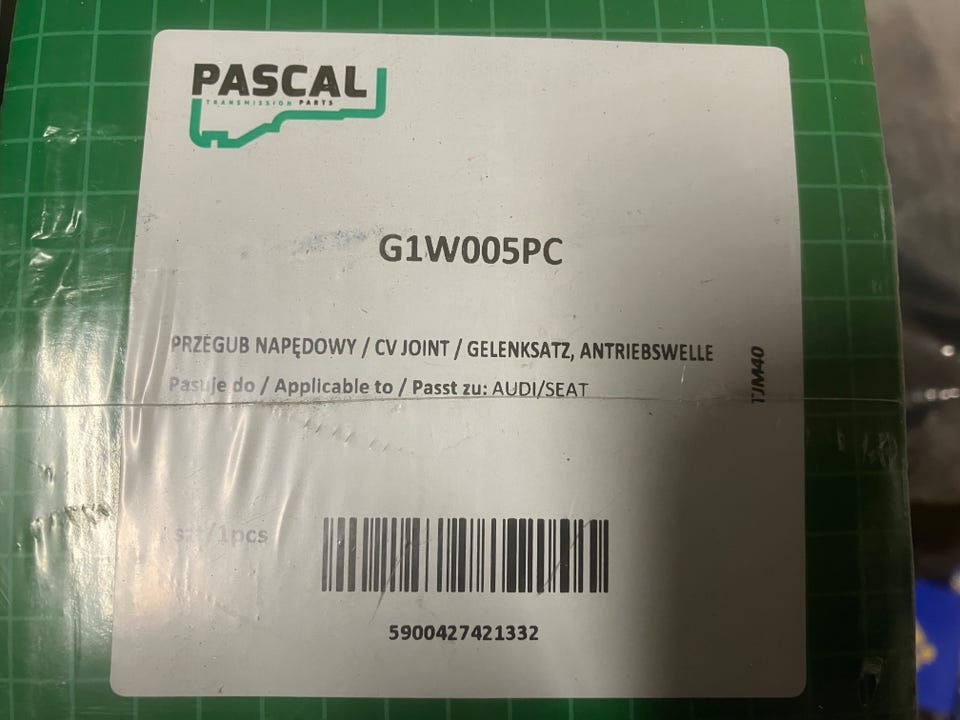 PASCAL
TRANSMISSION PARTS
G1W005PC
PRZEGUB NAPĘDOWY / CV JOINT / GELENKSATZ, ANTRIEBSWELLE
Pasuje do / Applicable to / Passt zu: AUDI/SEAT
szt/1pcs
5900427421332